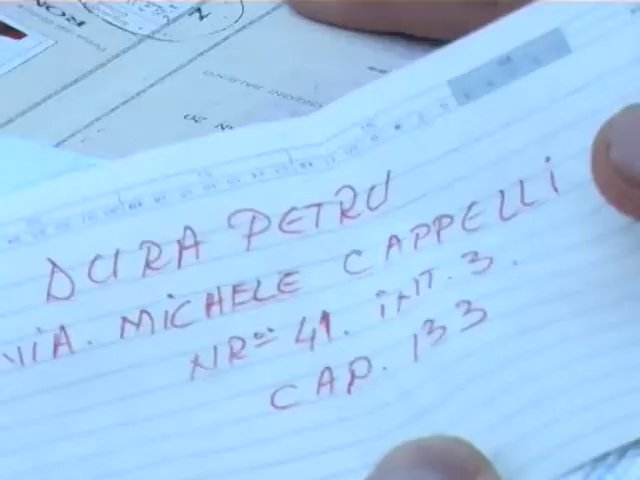 DURA PETRU
VIA. MICHELE CAPPELLI
NR= 41. iNT. 3.
CAP. 133